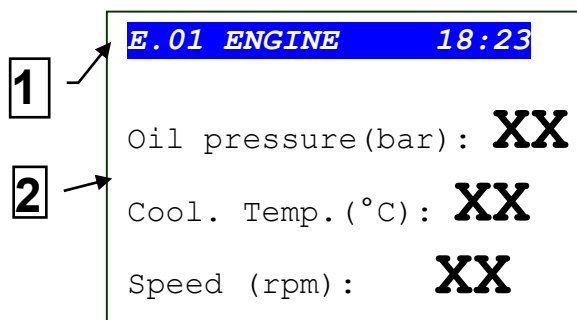 E.01 ENGINE 18:23
1
Oil pressure(bar): XX
2
Cool. Temp.(°C): XX
Speed (rpm): XX